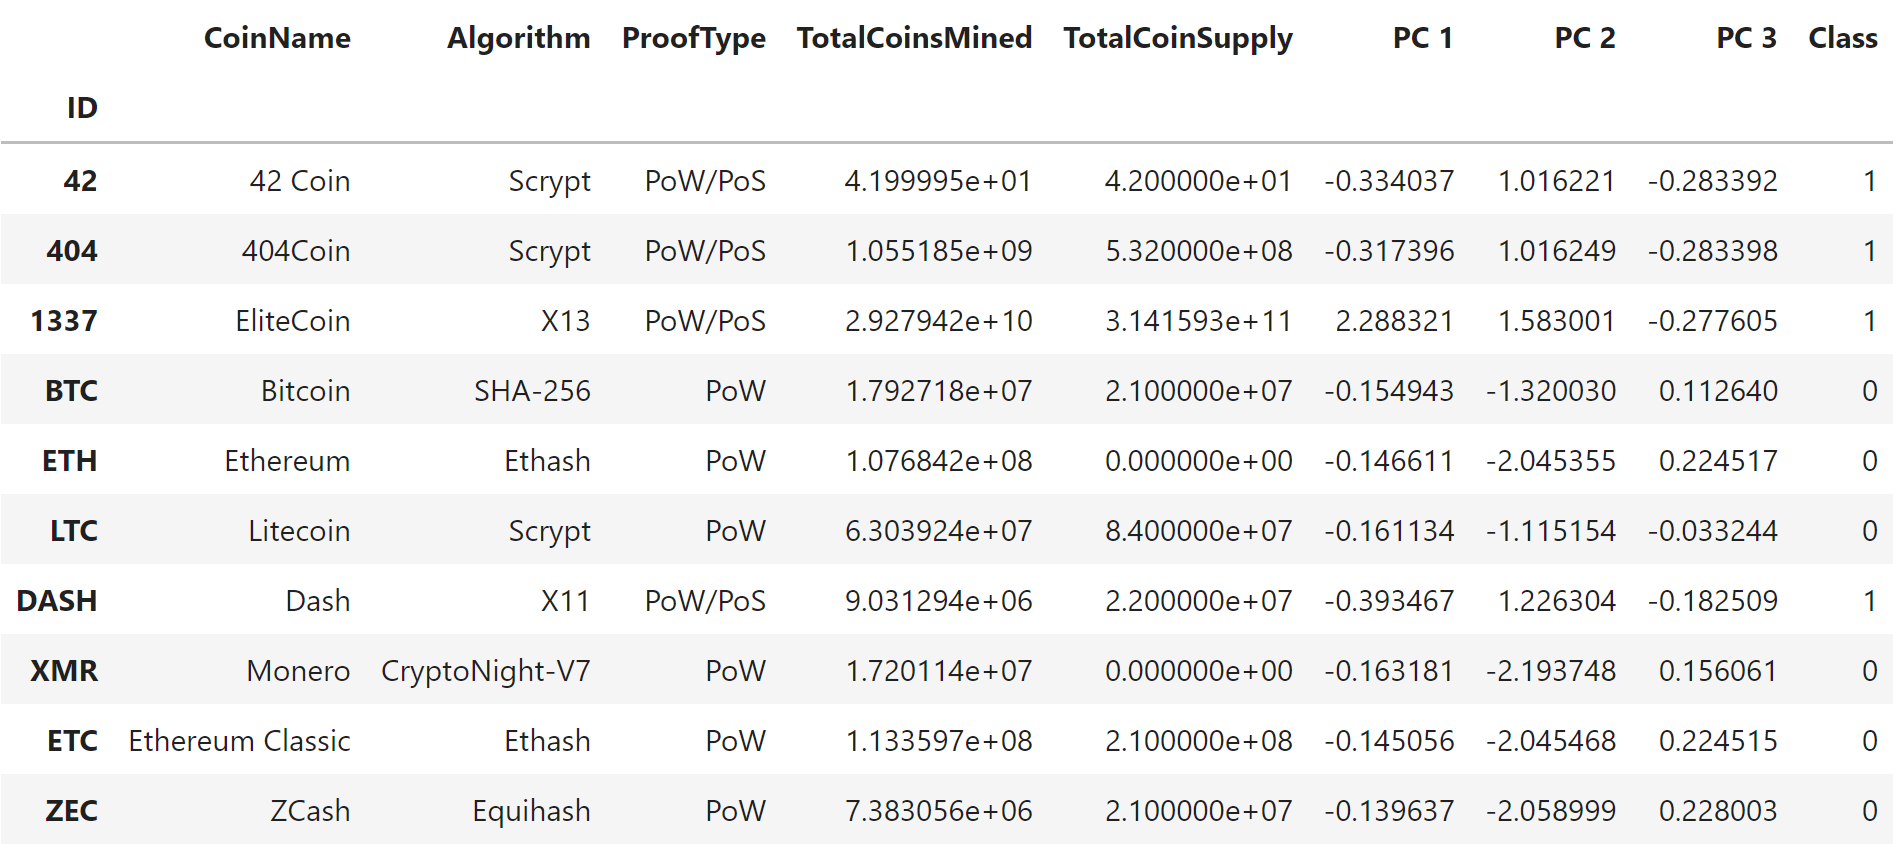 CoinName Algorithm ProofType TotalCoinsMined TotalCoinSupply PC 1 PC 2 PC 3 Class
ID
42 42 Coin Scrypt PoW/PoS 4.199995e+01 4.200000e+01 -0.334037 1.016221 -0.283392 1
404 404Coin Scrypt PoW/PoS 1.055185e+09 5.320000e+08 -0.317396 1.016249 -0.283398 1
1337 EliteCoin X13 PoW/PoS 2.927942e+10 3.141593e+11 2.288321 1.583001 -0.277605 1
BTC Bitcoin SHA-256 PoW 1.792718e+07 2.100000e+07 -0.154943 -1.320030 0.112640 0
ETH Ethereum Ethash PoW 1.076842e+08 0.000000e+00 -0.146611 -2.045355 0.224517 0
LTC Litecoin Scrypt PoW 6.303924e+07 8.400000e+07 -0.161134 -1.115154 -0.033244 0
DASH Dash X11 PoW/PoS 9.031294e+06 2.200000e+07 -0.393467 1.226304 -0.182509 1
XMR Monero CryptoNight-V7 PoW 1.720114e+07 0.000000e+00 -0.163181 -2.193748 0.156061 0
ETC Ethereum Classic Ethash PoW 1.133597e+08 2.100000e+08 -0.145056 -2.045468 0.224515 0
ZEC ZCash Equihash PoW 7.383056e+06 2.100000e+07 -0.139637 -2.058999 0.228003 0